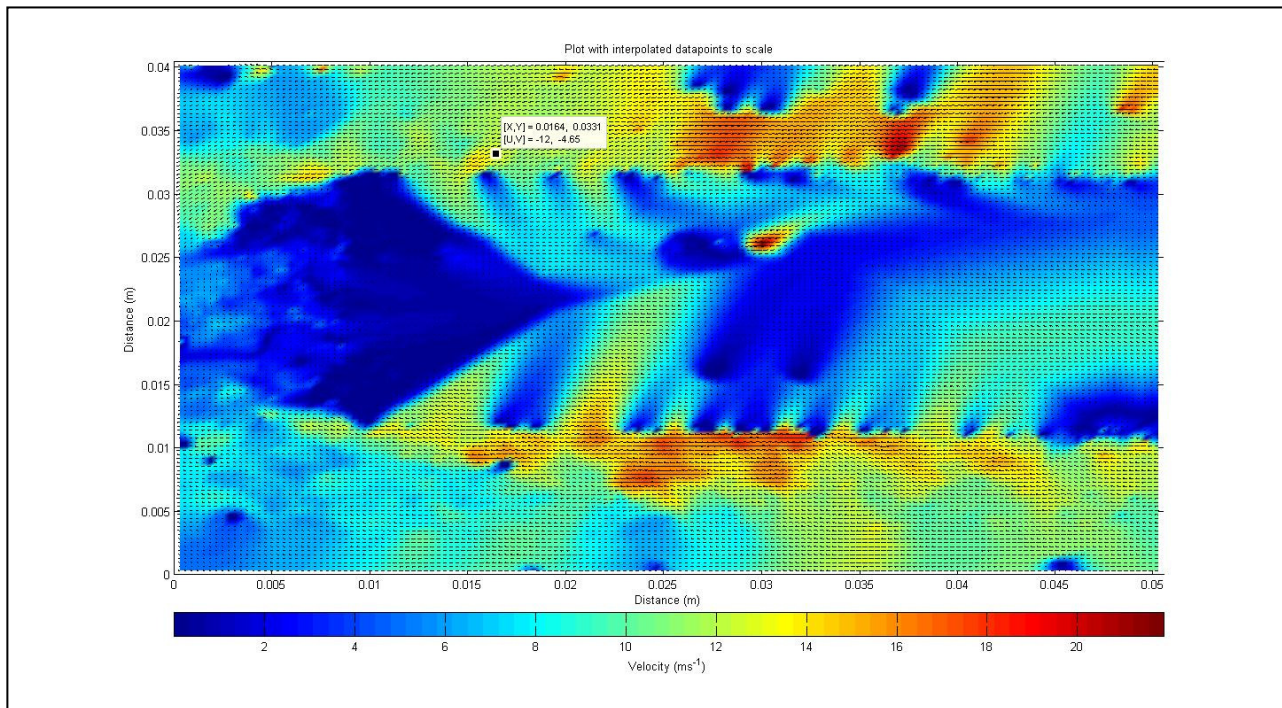 Plot with interpolated datapoints to scale
0.04
0.035
0.03
0.025
0.02
0.015
0.01
0.005
0
Distance (m)
[X,Y] = 0.0164, 0.0331
[U,V] = -12, -4.65
0 0.005 0.010 0.015 0.02 0.025 0.03 0.035 0.04 0.045 0.05
Distance (m)
2 4 6 8 10 12 14 16 18 20
Velocity (ms⁻¹)